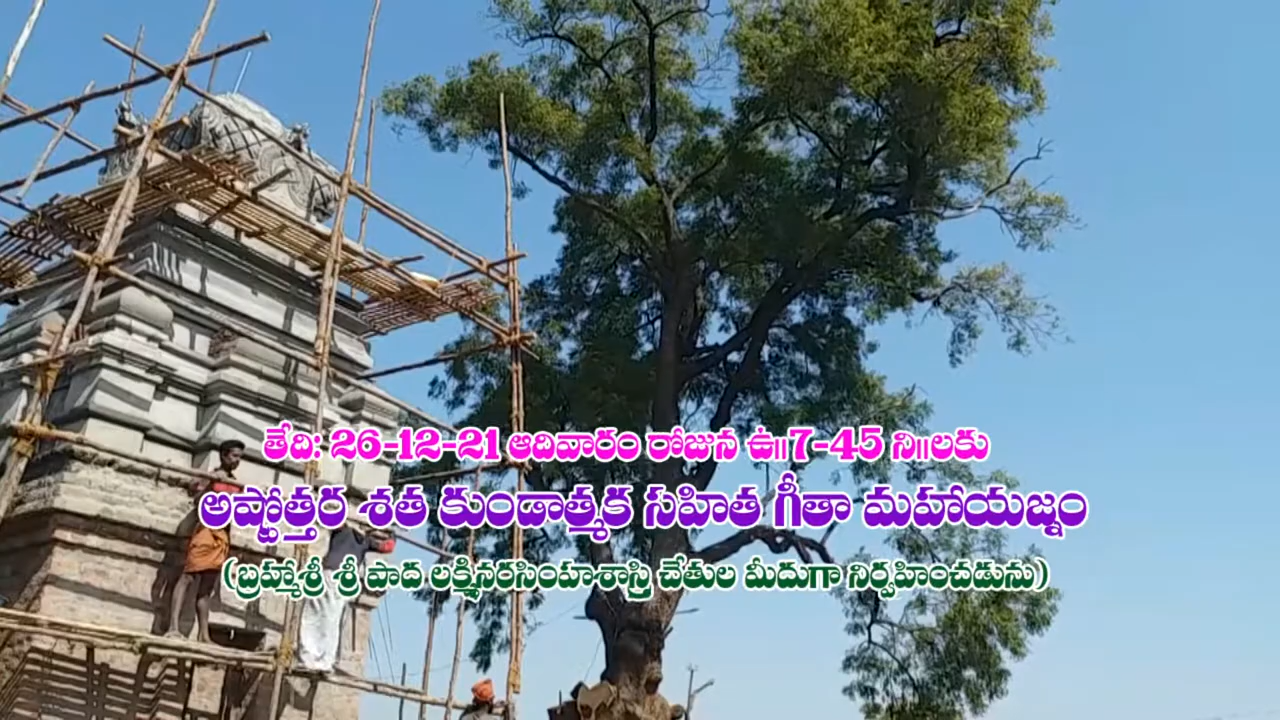 తేది: 26-12-21 ఆదివారం రోజున ఉ॥7-45 ని॥లకు
అష్టోత్తర శత కుండాత్మక సహిత గీతా మహాయజ్నం
(బ్రహ్మశ్రీ శ్రీ పాద లక్ష్మినరసింహశాస్త్రి చేతుల మీదుగా నిర్వహించడును)